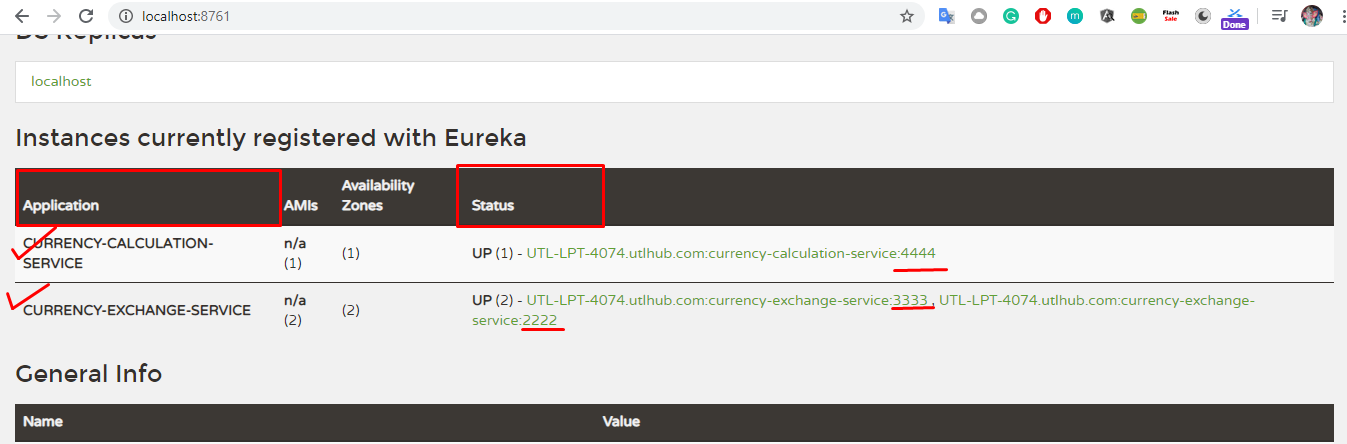 localhost:8761
Flash
Sale
Done
DS Replicas
localhost
Instances currently registered with Eureka
Application AMIs Availability Zones Status
CURRENCY-CALCULATION-SERVICE n/a (1) (1) UP (1) - UTL-LPT-4074.utlhub.com:currency-calculation-service:4444
CURRENCY-EXCHANGE-SERVICE n/a (2) (2) UP (2) - UTL-LPT-4074.utlhub.com:currency-exchange-service:3333 , UTL-LPT-4074.utlhub.com:currency-exchange-
service:2222
General Info
Name Value